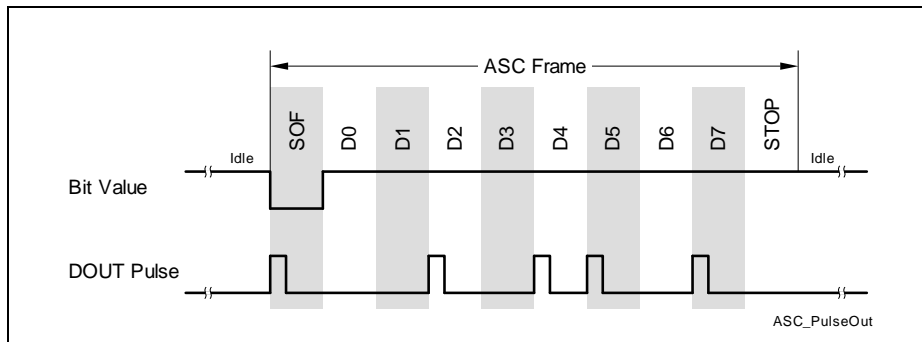 ASC Frame
SOF D0 D1 D2 D3 D4 D5 D6 D7 STOP
Idle Idle
Bit Value
DOUT Pulse
ASC_PulseOut